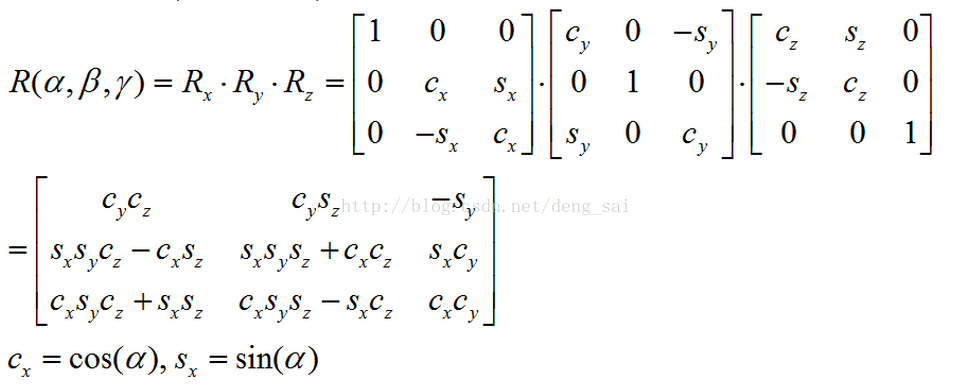 R(α,β,γ) = R_x · R_y · R_z = [1 0 0; 0 c_x s_x; 0 -s_x c_x] · [c_y 0 -s_y; 0 1 0; s_y 0 c_y] · [c_z s_z 0; -s_z c_z 0; 0 0 1]
= [c_y c_z c_y s_z -s_y; s_x s_y c_z - c_x s_z s_x s_y s_z + c_x c_z s_x c_y; c_x s_y c_z + s_x s_z c_x s_y s_z - s_x c_z c_x c_y]
http://blog.csdn.net/deng_sai
c_x = cos(α), s_x = sin(α)